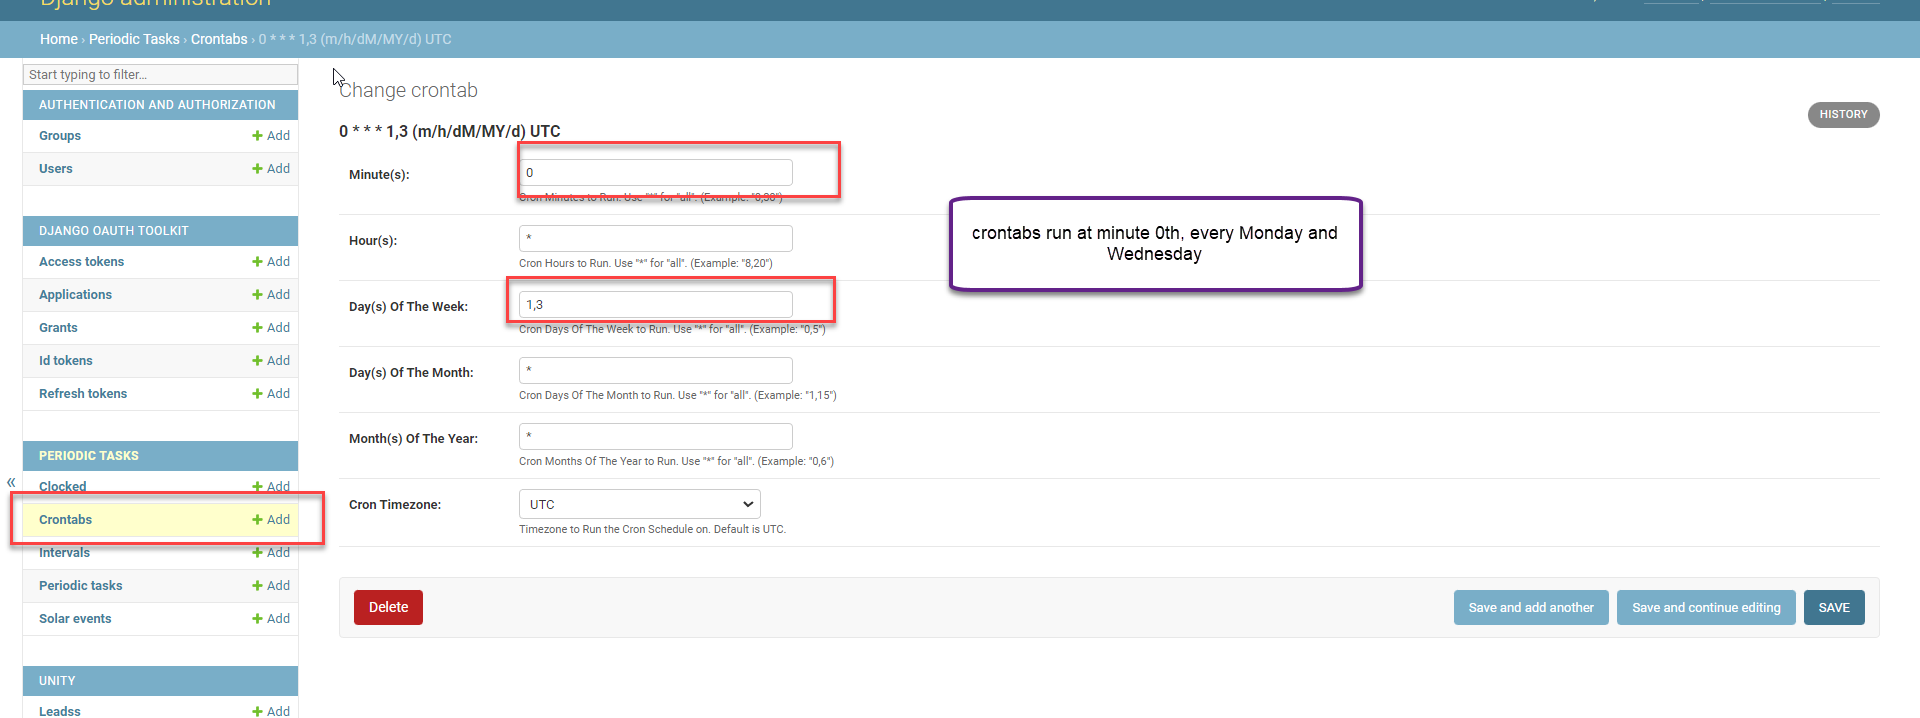 Django administration
Home › Periodic Tasks › Crontabs › 0 * * * 1,3 (m/h/dM/MY/d) UTC
Start typing to filter...
AUTHENTICATION AND AUTHORIZATION
Groups + Add
Users + Add
DJANGO OAUTH TOOLKIT
Access tokens + Add
Applications + Add
Grants + Add
Id tokens + Add
Refresh tokens + Add
PERIODIC TASKS
«
Clocked + Add
Crontabs + Add
Intervals + Add
Periodic tasks + Add
Solar events + Add
UNITY
Leadss + Add
Change crontab
HISTORY
0 * * * 1,3 (m/h/dM/MY/d) UTC
Minute(s): 0
Cron Minutes to Run. Use "*" for "all". (Example: "0,30")
Hour(s): *
Cron Hours to Run. Use "*" for "all". (Example: "8,20")
Day(s) Of The Week: 1,3
Cron Days Of The Week to Run. Use "*" for "all". (Example: "0,5")
Day(s) Of The Month: *
Cron Days Of The Month to Run. Use "*" for "all". (Example: "1,15")
Month(s) Of The Year: *
Cron Months Of The Year to Run. Use "*" for "all". (Example: "0,6")
Cron Timezone: UTC
Timezone to Run the Cron Schedule on. Default is UTC.
crontabs run at minute 0th, every Monday and
Wednesday
Delete
Save and add another
Save and continue editing
SAVE